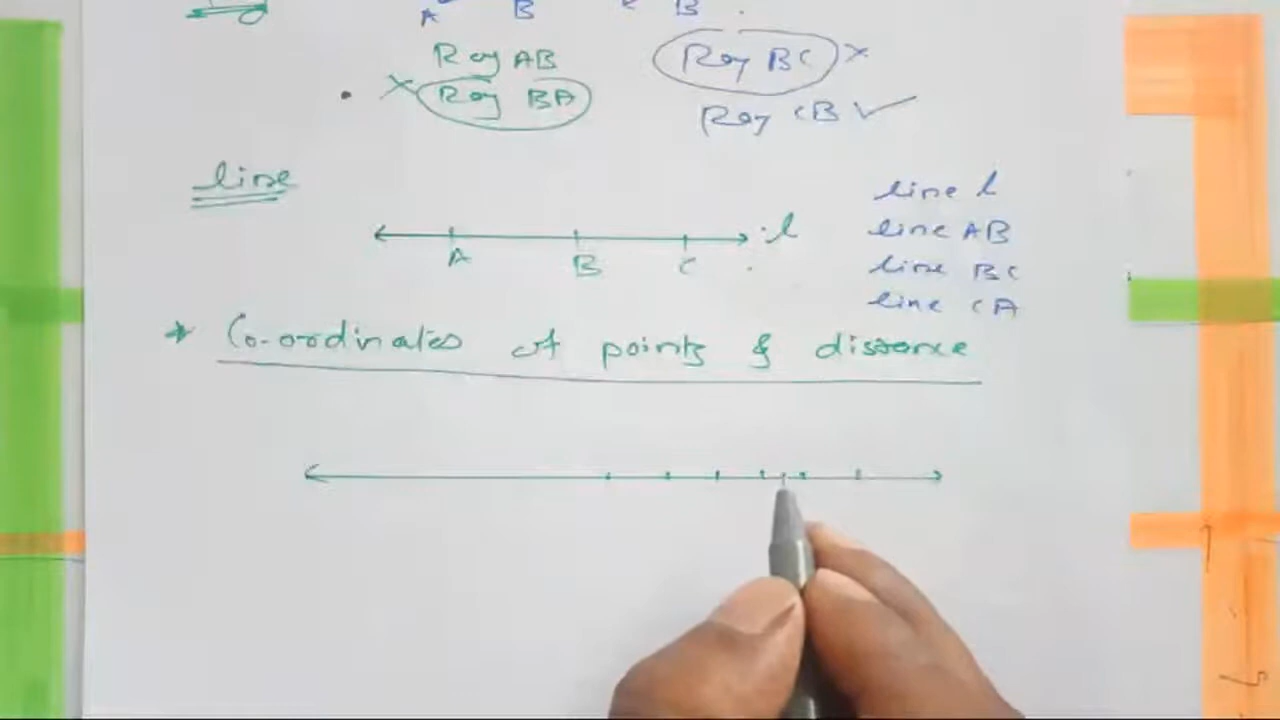 A B C B
Ray AB
Ray BC ×
× Ray BA
Ray CB ✓
line
line l
A B C l
line AB
line BC
line CA
* Co-ordinates of points & distance